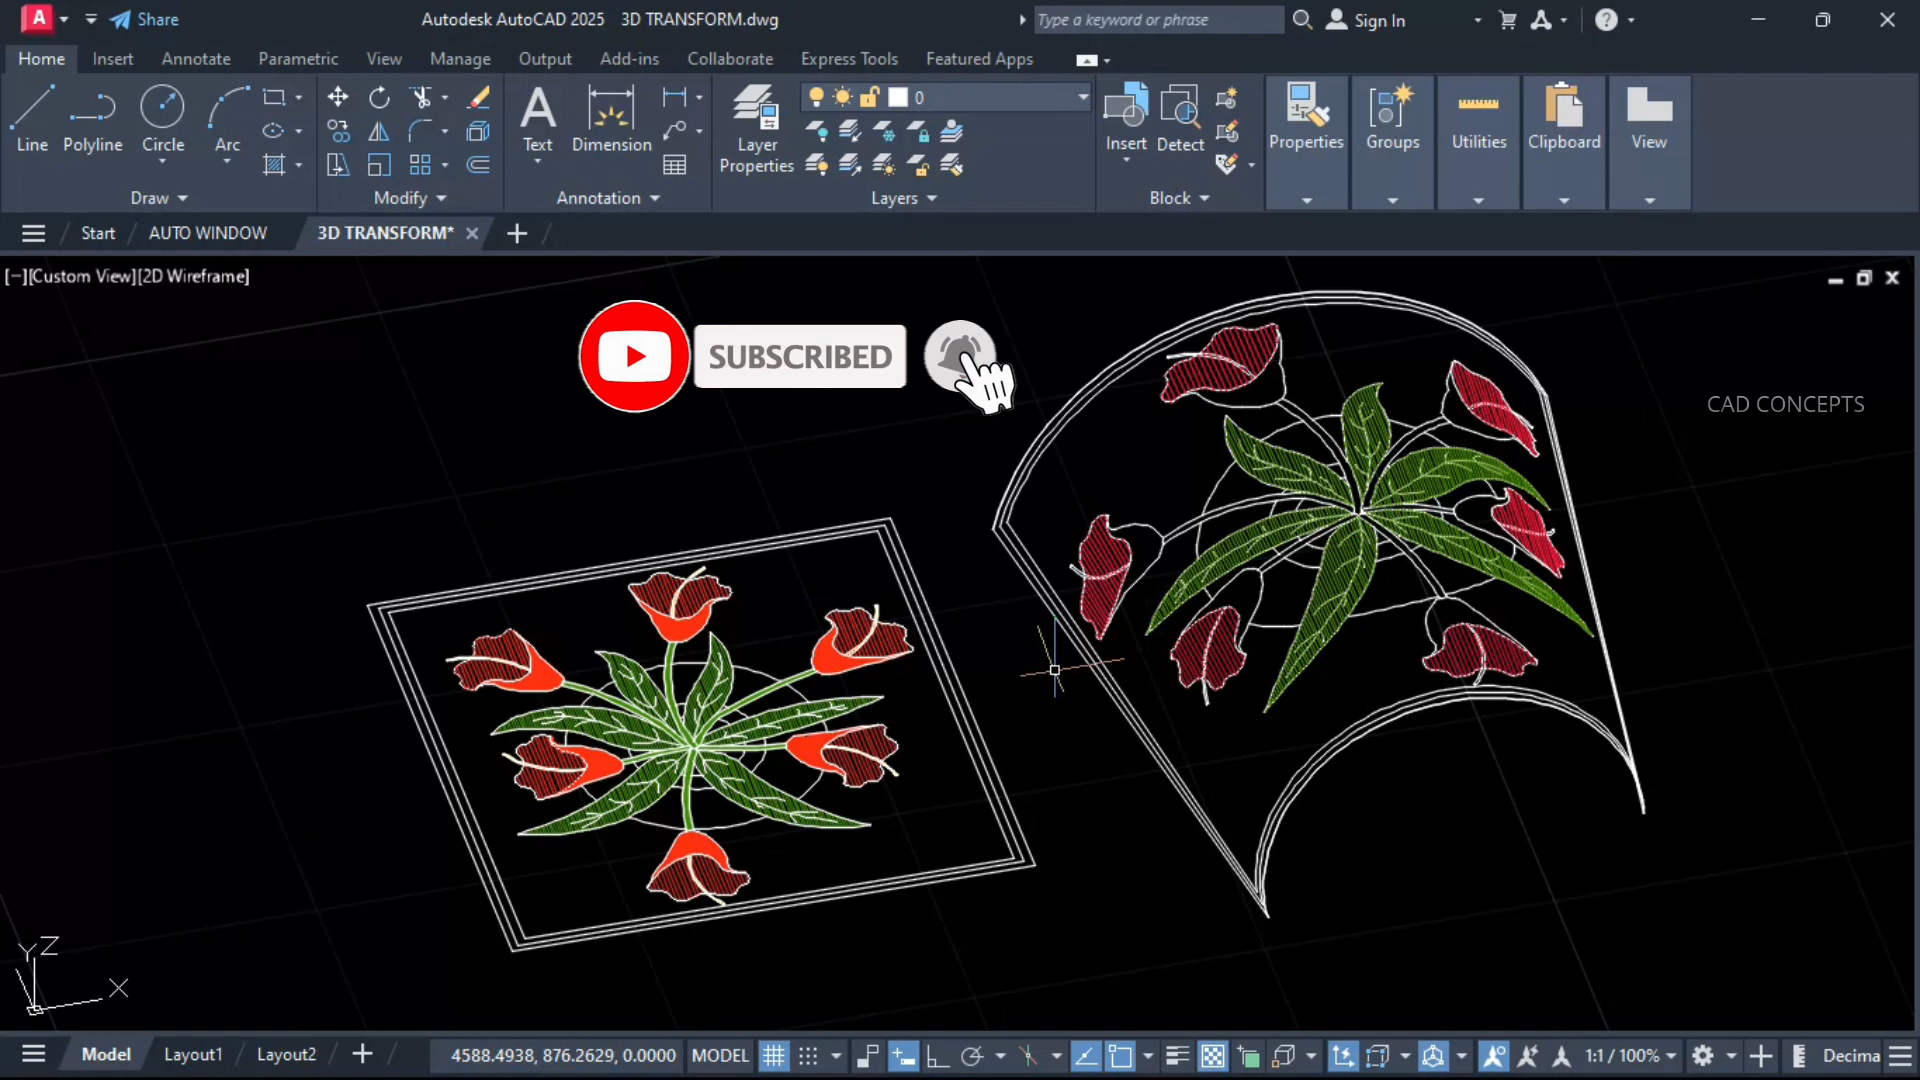 A
Share
Autodesk AutoCAD 2025 3D TRANSFORM.dwg
Type a keyword or phrase
Sign In
Home Insert Annotate Parametric View Manage Output Add-ins Collaborate Express Tools Featured Apps
0
Line Polyline Circle Arc
Text Dimension
Layer
Properties
Insert Detect
Properties Groups Utilities Clipboard View
Draw Modify Annotation Layers Block
Start AUTO WINDOW 3D TRANSFORM*
[−][Custom View][2D Wireframe]
SUBSCRIBED
CAD CONCEPTS
Y Z
X
Model Layout1 Layout2
4588.4938, 876.2629, 0.0000 MODEL
1:1 / 100%
Decima